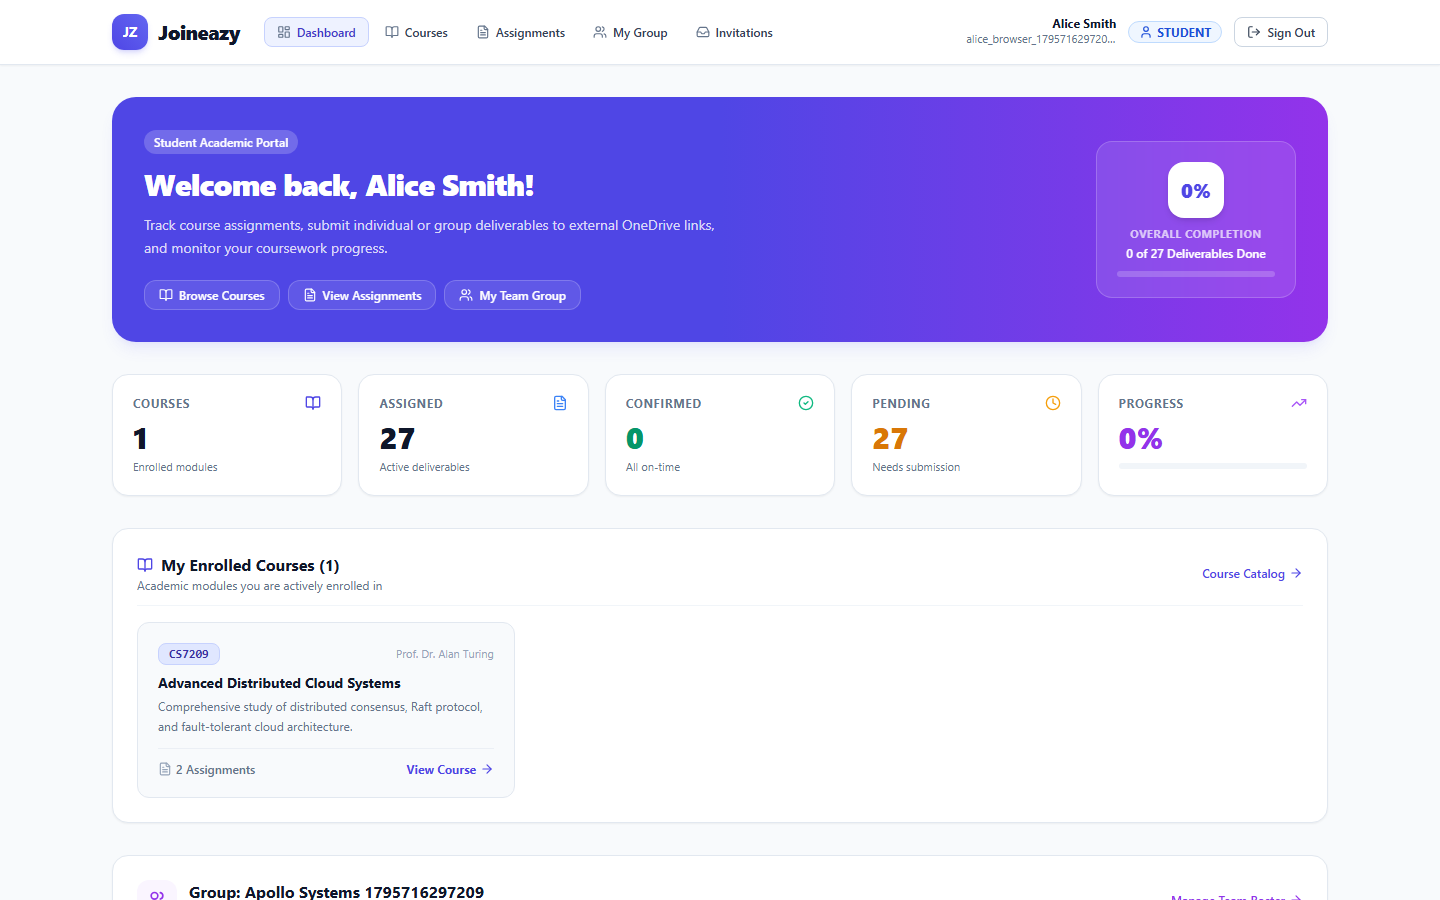 JZ
Joineazy
Dashboard
Courses
Assignments
My Group
Invitations
Alice Smith
alice_browser_179571629720...
STUDENT
Sign Out
Student Academic Portal
Welcome back, Alice Smith!
Track course assignments, submit individual or group deliverables to external OneDrive links,
and monitor your coursework progress.
Browse Courses
View Assignments
My Team Group
0%
OVERALL COMPLETION
0 of 27 Deliverables Done
COURSES
1
Enrolled modules
ASSIGNED
27
Active deliverables
CONFIRMED
0
All on-time
PENDING
27
Needs submission
PROGRESS
0%
My Enrolled Courses (1)
Academic modules you are actively enrolled in
Course Catalog
CS7209
Prof. Dr. Alan Turing
Advanced Distributed Cloud Systems
Comprehensive study of distributed consensus, Raft protocol,
and fault-tolerant cloud architecture.
2 Assignments
View Course
Group: Apollo Systems 1795716297209
Manage Team Roster